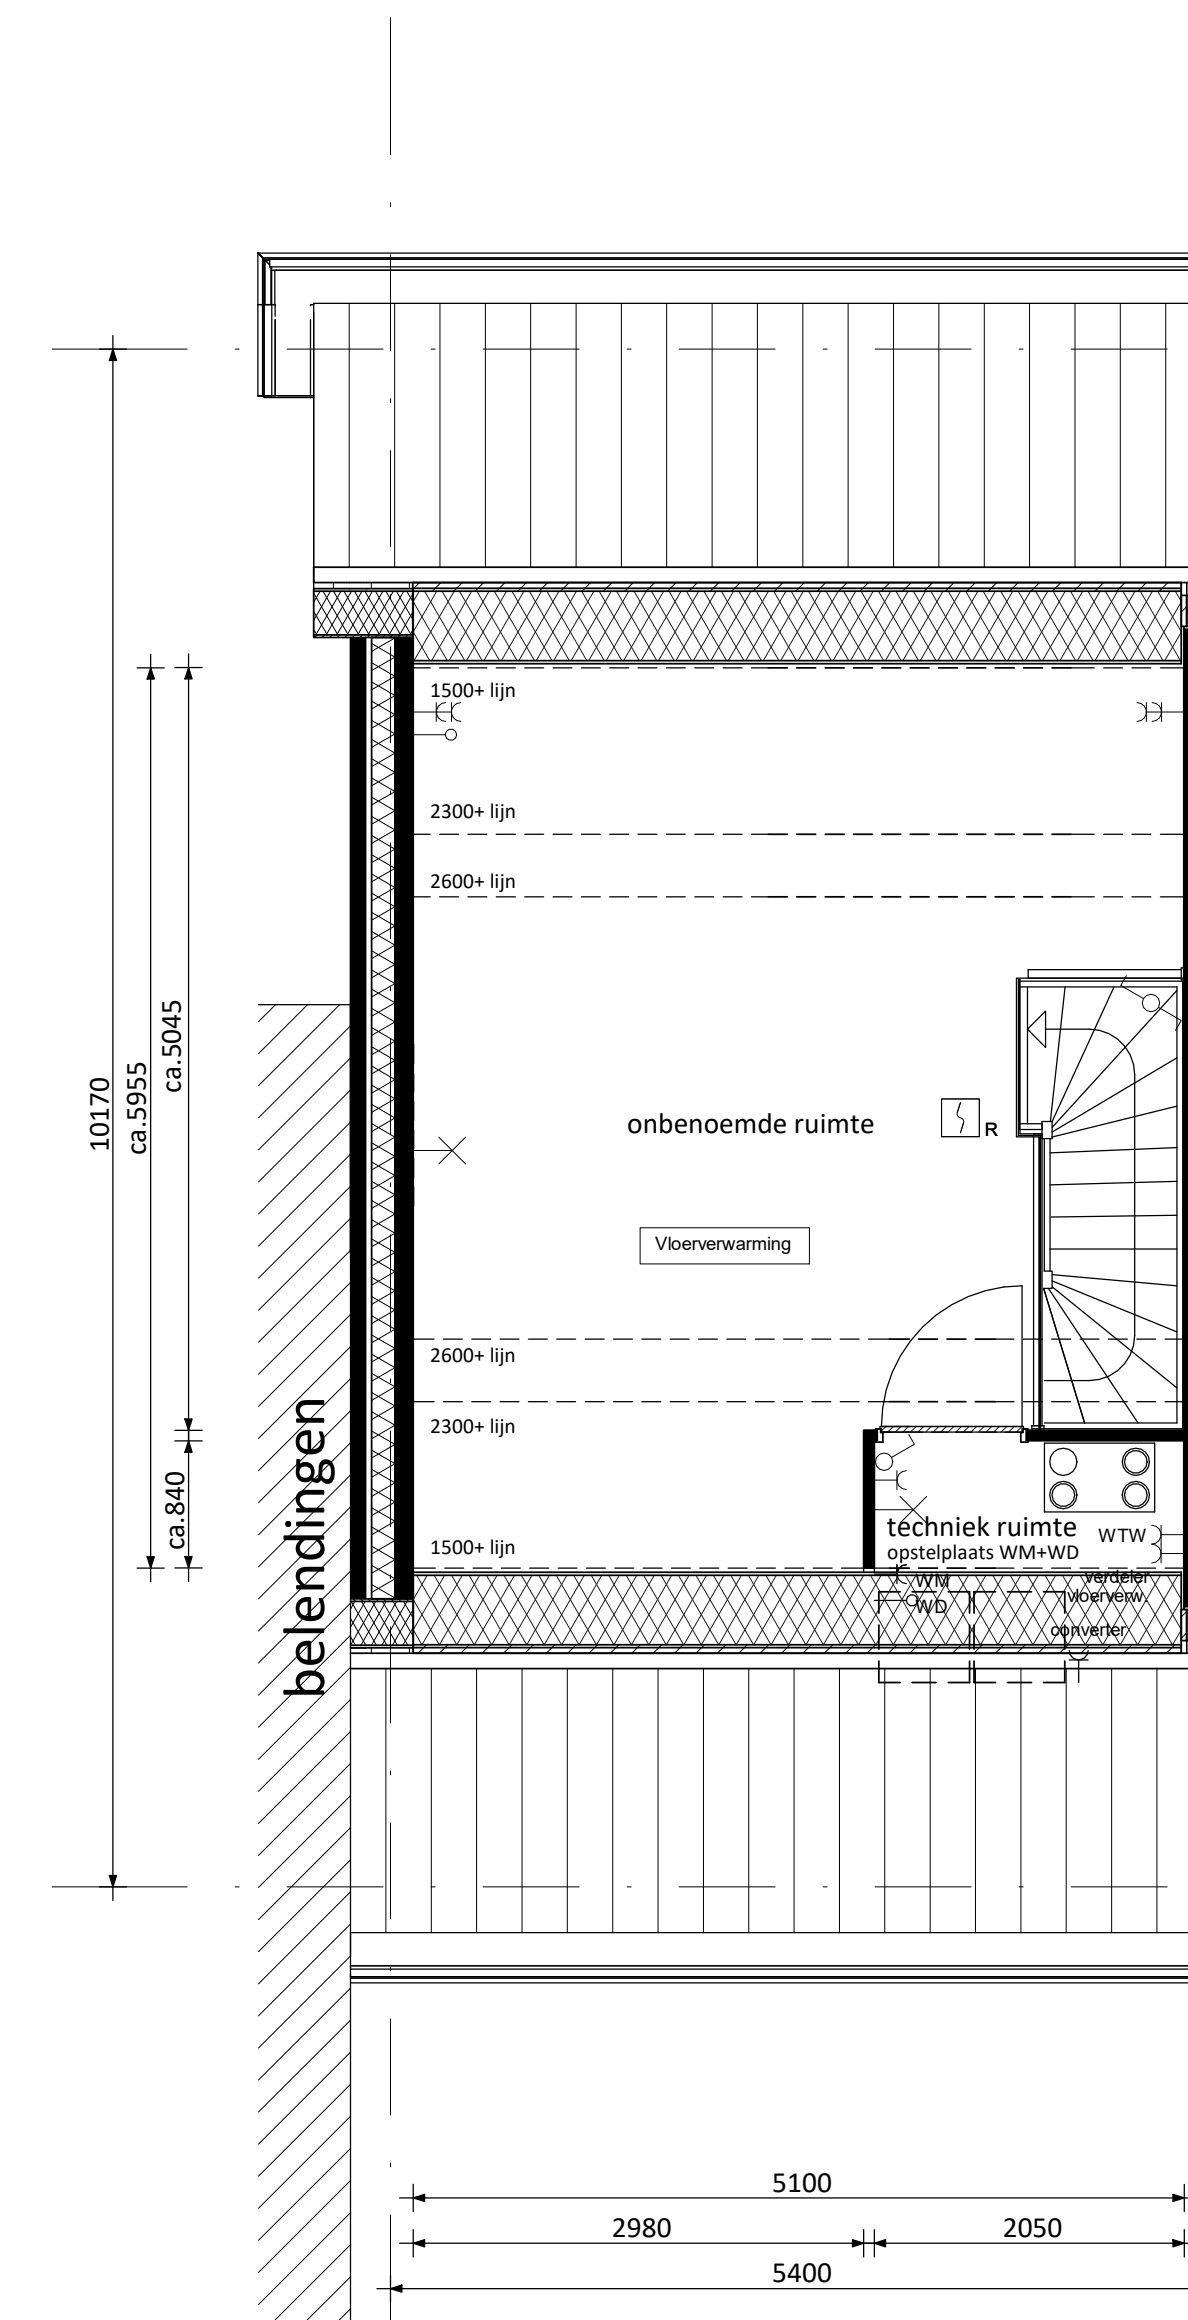 1500+ lijn
2300+ lijn
2600+ lijn
10170
ca.5955
ca.5045
onbenoemde ruimte
R
Vloerverwarming
2600+ lijn
2300+ lijn
belendingen
ca.840
techniek ruimte
WTW
opstelplaats WM+WD
1500+ lijn
WM
verdeler
vloerverw.
WD
converter
5100
2980
2050
5400